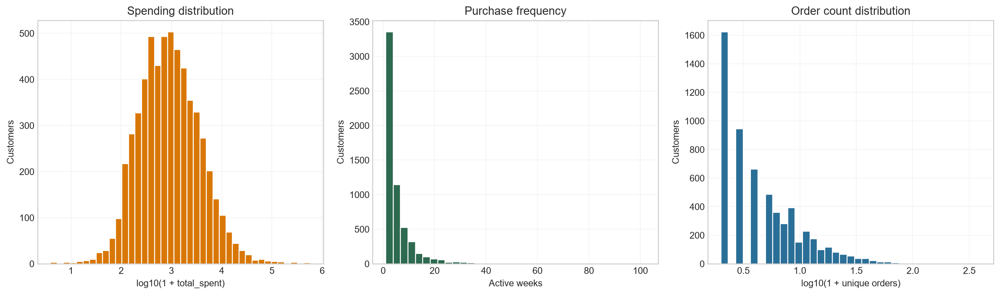 Spending distribution
Customers
500
400
300
200
100
0
1 2 3 4 5 6
log10(1 + total_spent)
Purchase frequency
Customers
3500
3000
2500
2000
1500
1000
500
0
0 20 40 60 80 100
Active weeks
Order count distribution
Customers
1600
1400
1200
1000
800
600
400
200
0
0.5 1.0 1.5 2.0 2.5
log10(1 + unique orders)